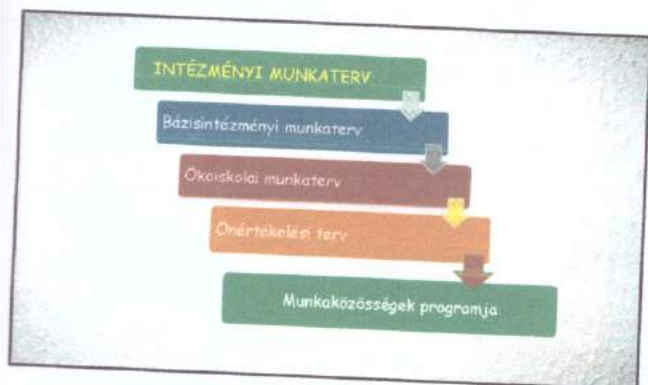 INTÉZMÉNYI MUNKATERV
Bázisintézményi munkaterv
Ökoiskolai munkaterv
Önértékelési terv
Munkaközösségek programja